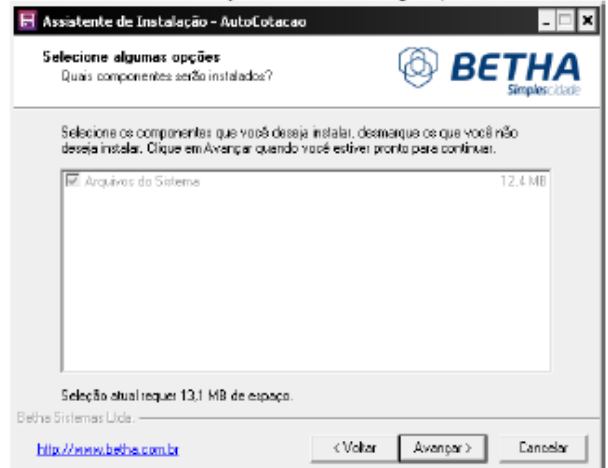 Assistente de Instalação - AutoCotacao
Selecione algumas opções
Quais componentes serão instalados?
BETHA
Simplescidade
Selecione os componentes que você deseja instalar, desmarque os que você não
deseja instalar. Clique em Avançar quando você estiver pronto para continuar.
Arquivos do Sistema 12,4 MB
Seleção atual requer 13,1 MB de espaço.
Betha Sistemas Ltda.
http://www.betha.com.br
< Voltar
Avançar >
Cancelar